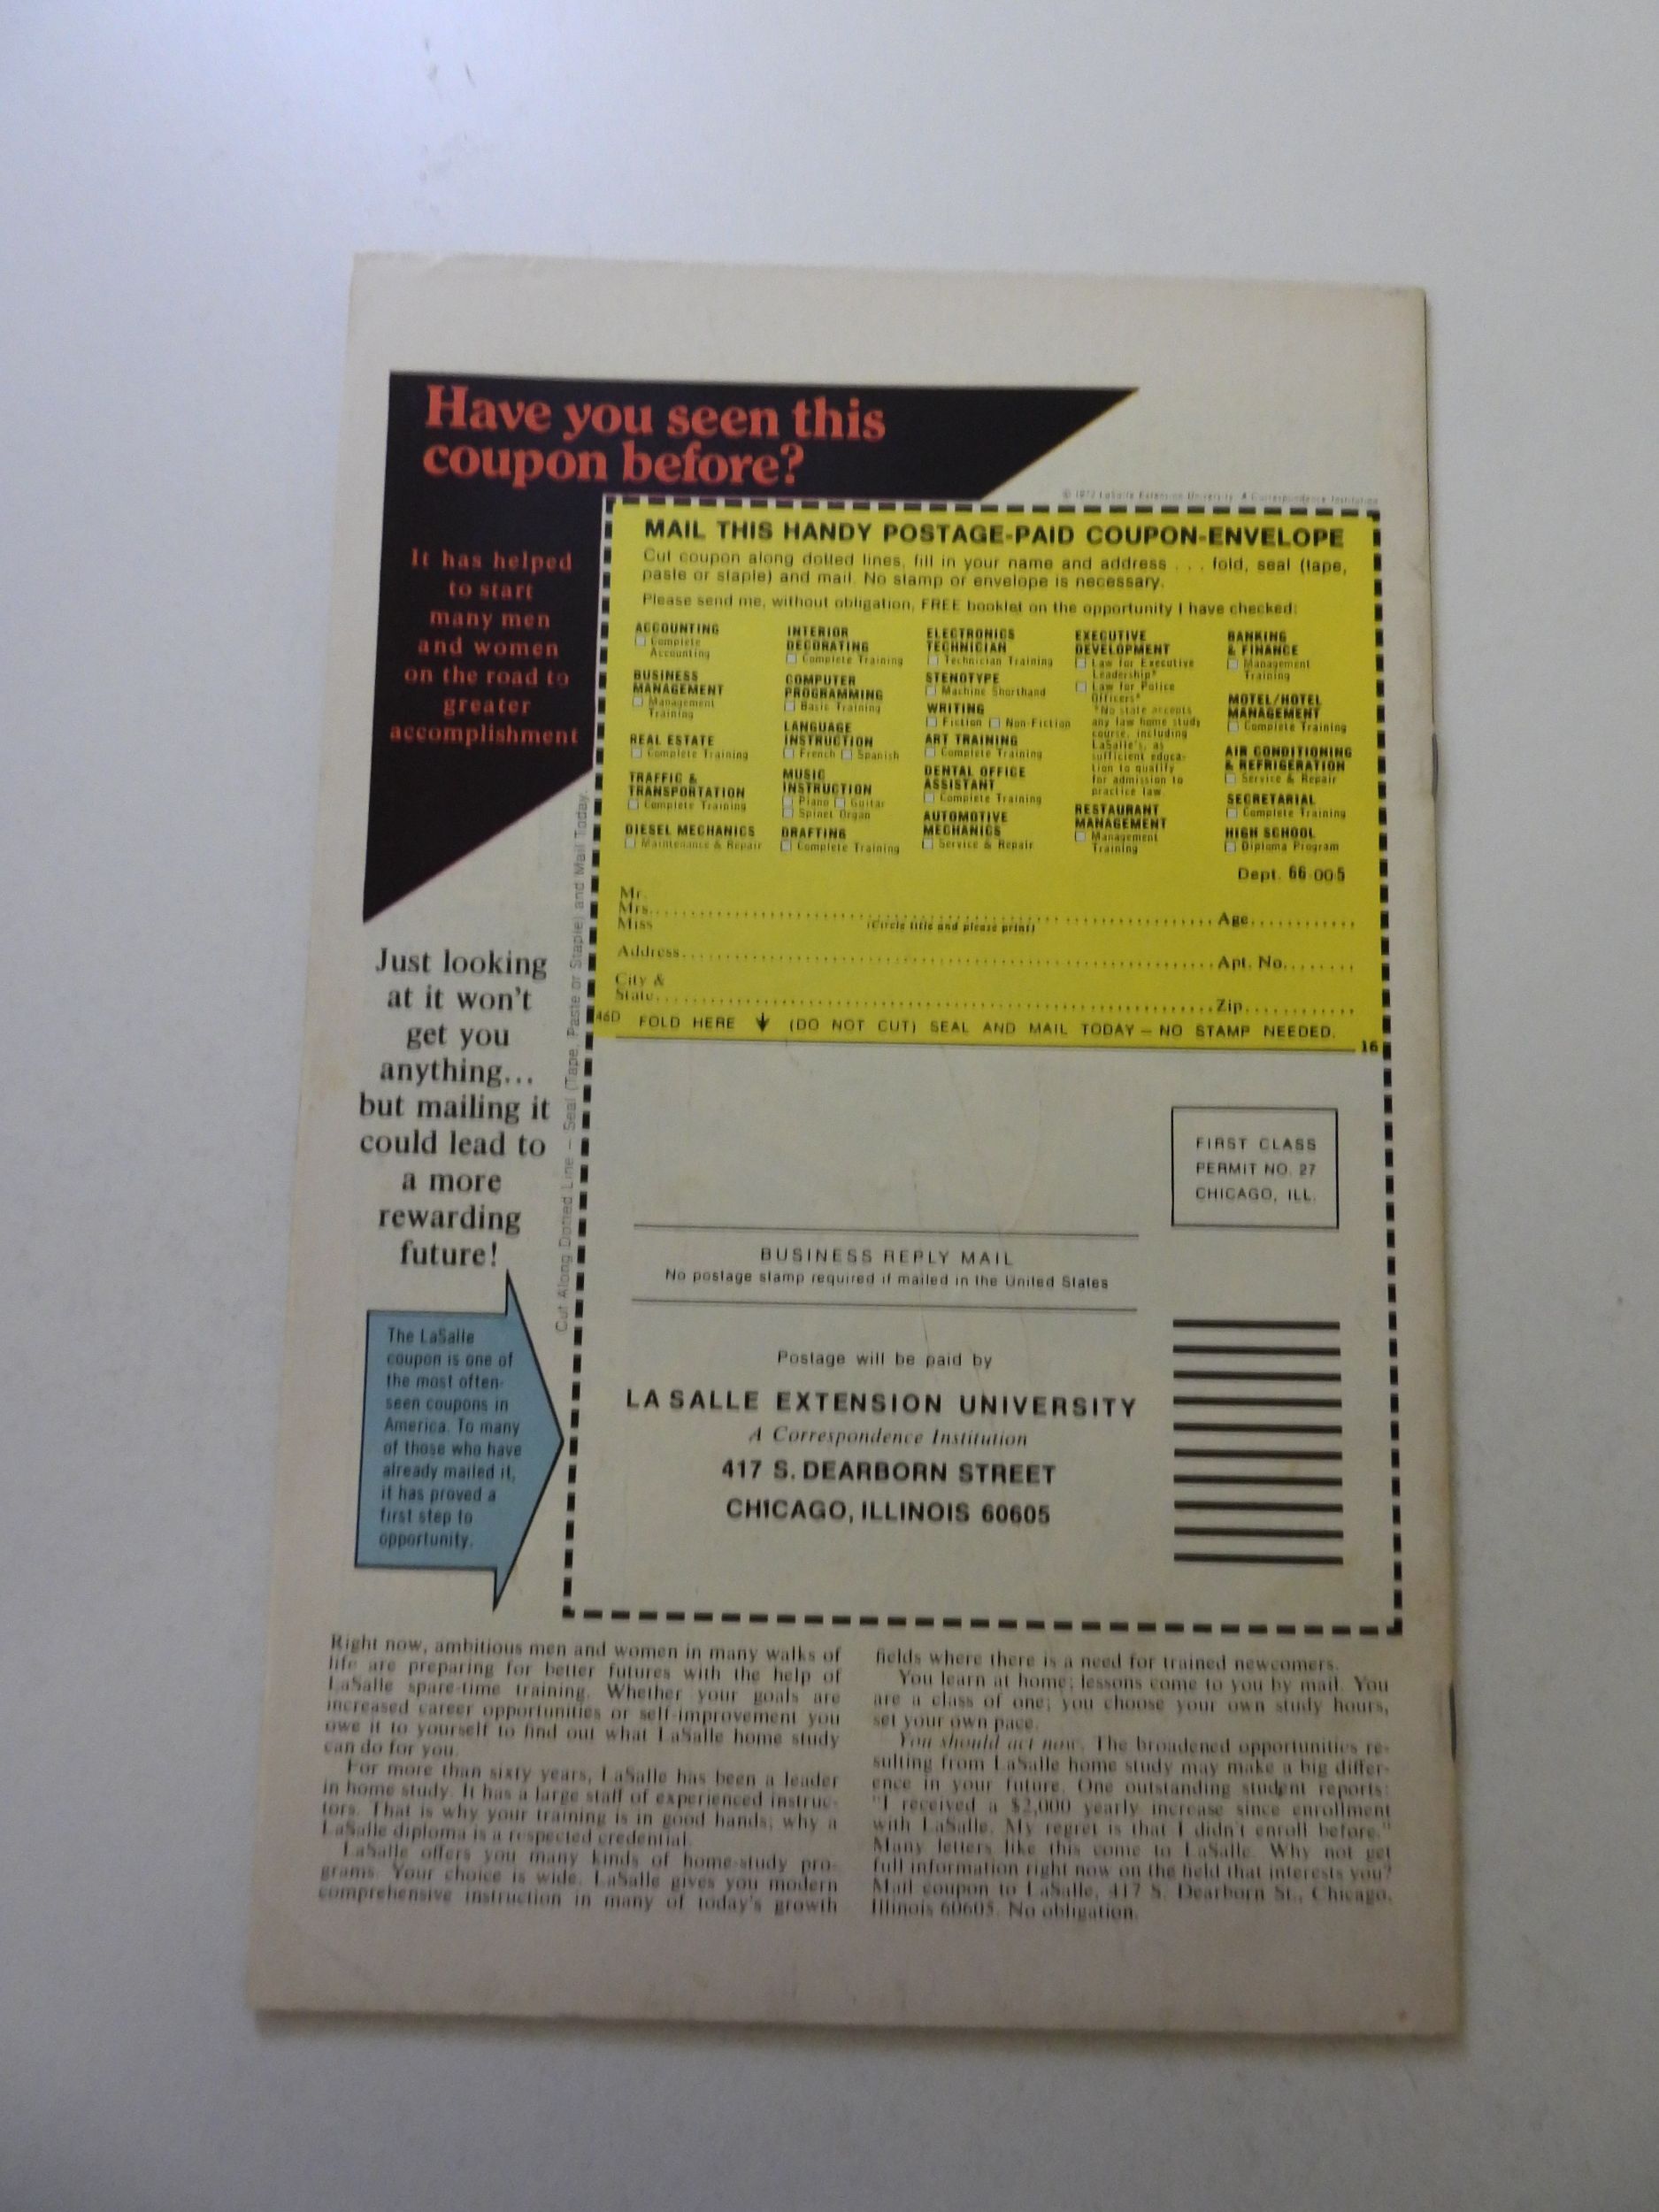 Have you seen this
coupon before?
It has helped
to start
many men
and women
on the road to
greater
accomplishment
Just looking
at it won't
get you
anything...
but mailing it
could lead to
a more
rewarding
future!
The LaSalle
coupon is one of
the most often-
seen coupons in
America. To many
of those who have
already mailed it,
it has proved a
first step to
opportunity.
Cut Along Dotted Line – Seal (Tape, Paste or Staple) and Mail Today.
LaSalle Extension University A Correspondence Institution
MAIL THIS HANDY POSTAGE-PAID COUPON-ENVELOPE
Cut coupon along dotted lines, fill in your name and address . . . fold, seal (tape,
paste or staple) and mail. No stamp or envelope is necessary.
Please send me, without obligation, FREE booklet on the opportunity I have checked:
ACCOUNTING
Complete
Accounting
BUSINESS
MANAGEMENT
Management
Training
REAL ESTATE
Complete Training
TRAFFIC &
TRANSPORTATION
Complete Training
DIESEL MECHANICS
Maintenance & Repair
INTERIOR
DECORATING
Complete Training
COMPUTER
PROGRAMMING
Basic Training
LANGUAGE
INSTRUCTION
French Spanish
MUSIC
INSTRUCTION
Piano Guitar
Spinet Organ
DRAFTING
Complete Training
ELECTRONICS
TECHNICIAN
Technician Training
STENOTYPE
Machine Shorthand
WRITING
Fiction Non-Fiction
ART TRAINING
Complete Training
DENTAL OFFICE
ASSISTANT
Complete Training
AUTOMOTIVE
MECHANICS
Service & Repair
EXECUTIVE
DEVELOPMENT
Law for Executive
Leadership*
Law for Police
Officers*
*No state accepts
any law home study
course, including
LaSalle's, as
sufficient educa-
tion to qualify
for admission to
practice law.
RESTAURANT
MANAGEMENT
Management
Training
BANKING
& FINANCE
Management
Training
MOTEL/HOTEL
MANAGEMENT
Complete Training
AIR CONDITIONING
& REFRIGERATION
Service & Repair
SECRETARIAL
Complete Training
HIGH SCHOOL
Diploma Program
Dept. 66-005
Mr.
Mrs. Age
Miss (Circle title and please print)
Address Apt. No.
City &
State Zip
46D FOLD HERE ↓ (DO NOT CUT) SEAL AND MAIL TODAY – NO STAMP NEEDED.
16
FIRST CLASS
PERMIT NO. 27
CHICAGO, ILL.
BUSINESS REPLY MAIL
No postage stamp required if mailed in the United States
Postage will be paid by
LA SALLE EXTENSION UNIVERSITY
A Correspondence Institution
417 S. DEARBORN STREET
CHICAGO, ILLINOIS 60605
Right now, ambitious men and women in many walks of
life are preparing for better futures with the help of
LaSalle spare-time training. Whether your goals are
increased career opportunities or self-improvement you
owe it to yourself to find out what LaSalle home study
can do for you.
For more than sixty years, LaSalle has been a leader
in home study. It has a large staff of experienced instruc-
tors. That is why your training is in good hands; why a
LaSalle diploma is a respected credential.
LaSalle offers you many kinds of home-study pro-
grams. Your choice is wide. LaSalle gives you modern
comprehensive instruction in many of today's growth
fields where there is a need for trained newcomers.
You learn at home; lessons come to you by mail. You
are a class of one; you choose your own study hours,
set your own pace.
You should act now. The broadened opportunities re-
sulting from LaSalle home study may make a big differ-
ence in your future. One outstanding student reports:
"I received a $2,000 yearly increase since enrollment
with LaSalle. My regret is that I didn't enroll before."
Many letters like this come to LaSalle. Why not get
full information right now on the field that interests you?
Mail coupon to LaSalle, 417 S. Dearborn St., Chicago,
Illinois 60605. No obligation.